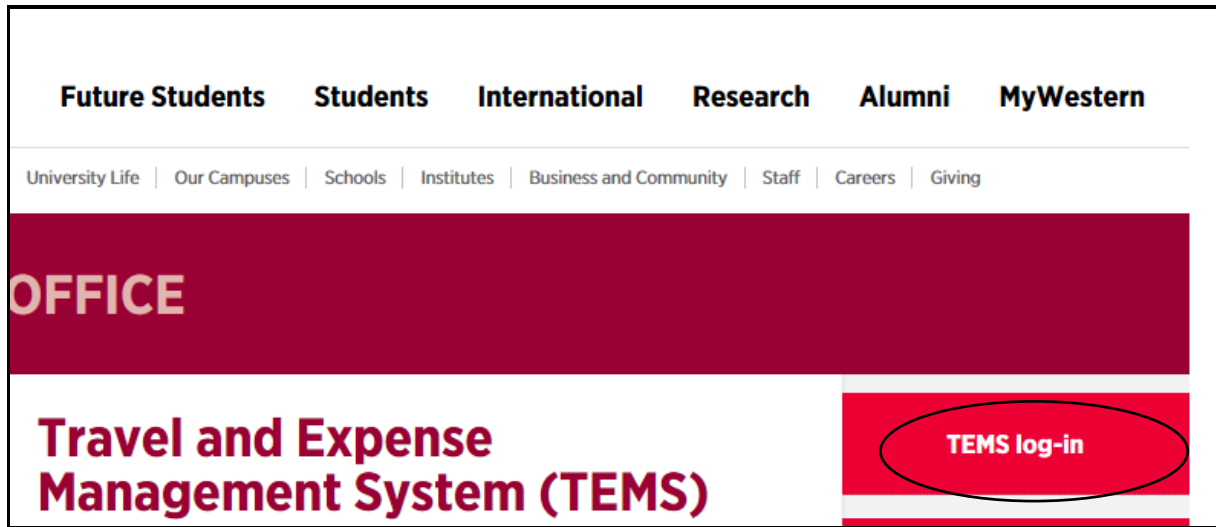 Future Students Students International Research Alumni MyWestern
University Life Our Campuses Schools Institutes Business and Community Staff Careers Giving
OFFICE
Travel and Expense
Management System (TEMS)
TEMS log-in